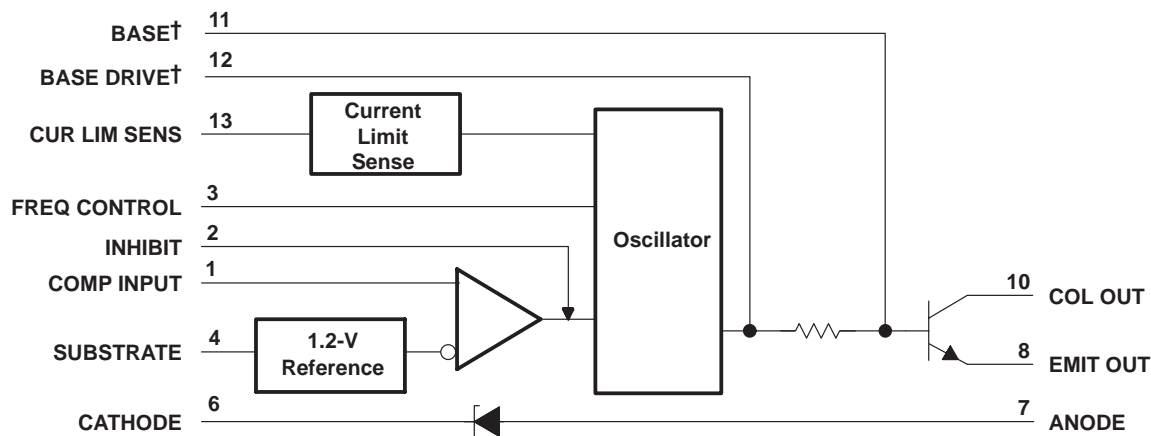 BASE† 11
BASE DRIVE† 12
CUR LIM SENS 13
Current
Limit
Sense
FREQ CONTROL 3
INHIBIT 2
COMP INPUT 1
SUBSTRATE 4
1.2-V
Reference
Oscillator
10 COL OUT
8 EMIT OUT
CATHODE 6
7 ANODE